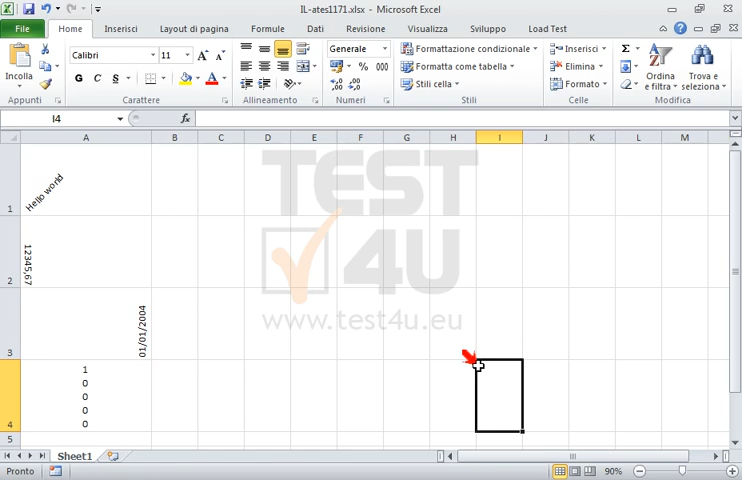 IL-ates1171.xlsx - Microsoft Excel
File Home Inserisci Layout di pagina Formule Dati Revisione Visualizza Sviluppo Load Test
Incolla
Calibri 11
G C S
Generale
% 000
Formattazione condizionale
Formatta come tabella
Stili cella
Inserisci
Elimina
Formato
Σ
Ordina e filtra
Trova e seleziona
Appunti Carattere Allineamento Numeri Stili Celle Modifica
I4 fx
A B C D E F G H I J K L M
1 Hello world
2 12345,67
3 01/01/2004
4
1
0
0
0
0
5
TEST
4U
www.test4u.eu
Sheet1
Pronto 90%